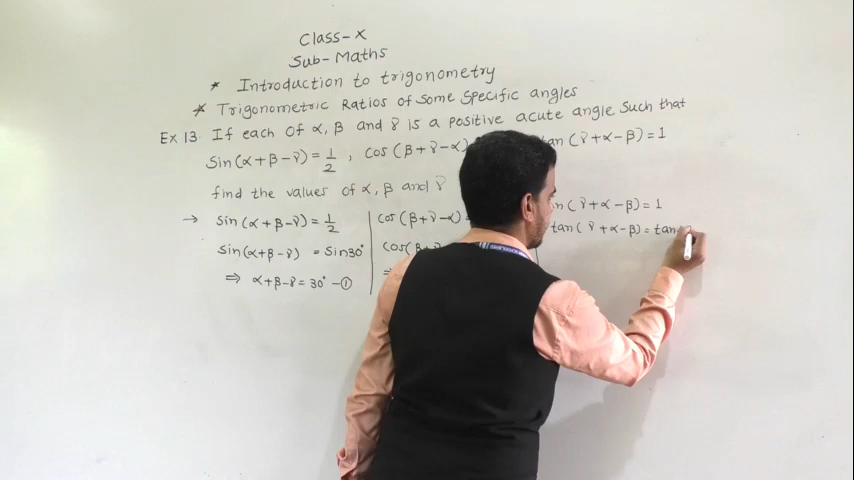 Class-X
Sub-Maths
* Introduction to trigonometry
* Trigonometric Ratios of Some Specific angles
Ex 13. If each of α, β and γ is a positive acute angle such that
Sin(α+β-γ)=1/2 , cos(β+γ-α) tan(γ+α-β)=1
find the values of α, β and γ
→ Sin(α+β-γ)=1/2 cos(β+γ-α)= (γ+α-β)=1
Sin(α+β-γ) = Sin30° cos(β+ tan(γ+α-β)=tan
⇒ α+β-γ=30° -①